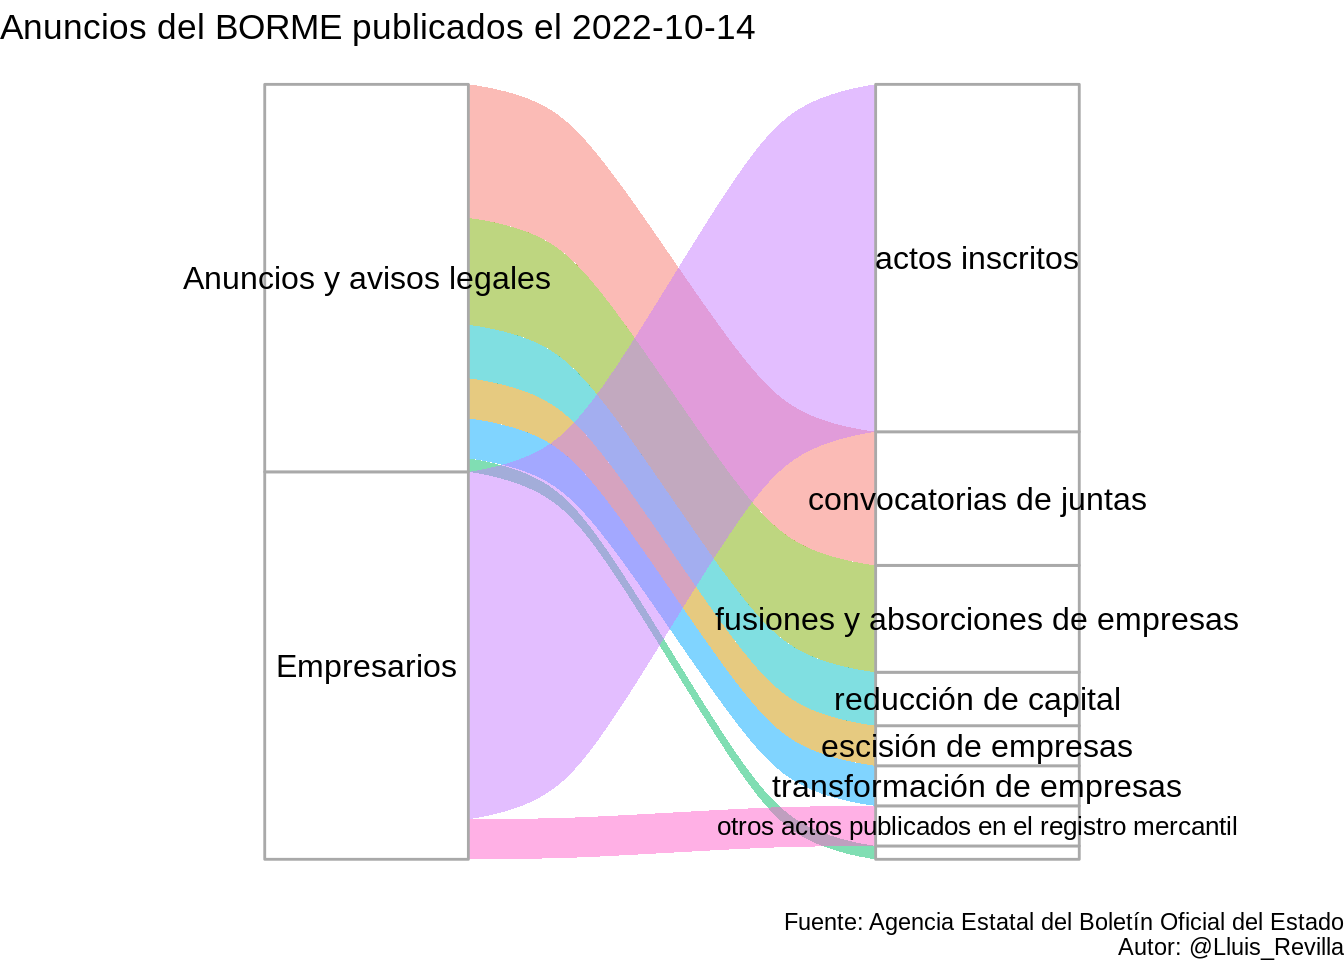 Anuncios del BORME publicados el 2022-10-14
Anuncios y avisos legales
actos inscritos
convocatorias de juntas
fusiones y absorciones de empresas
Empresarios
reducción de capital
escisión de empresas
transformación de empresas
otros actos publicados en el registro mercantil
Fuente: Agencia Estatal del Boletín Oficial del Estado
Autor: @Lluis_Revilla